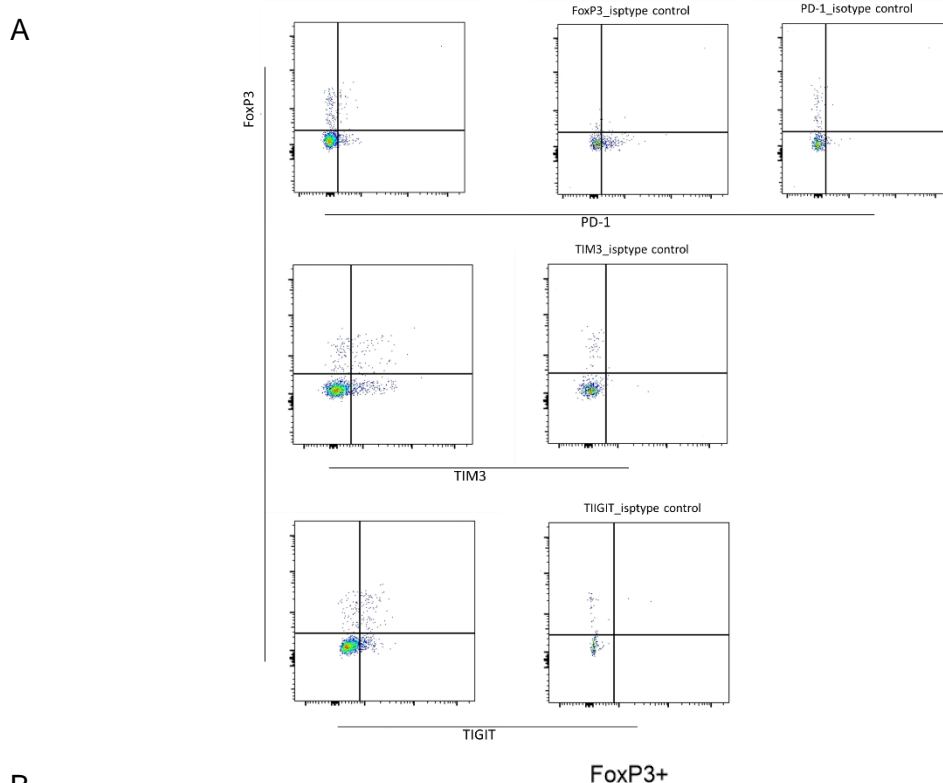 A
FoxP3_isptype control
PD-1_isotype control
FoxP3
PD-1
TIM3_isptype control
TIM3
TIIGIT_isptype control
TIGIT
B
FoxP3+